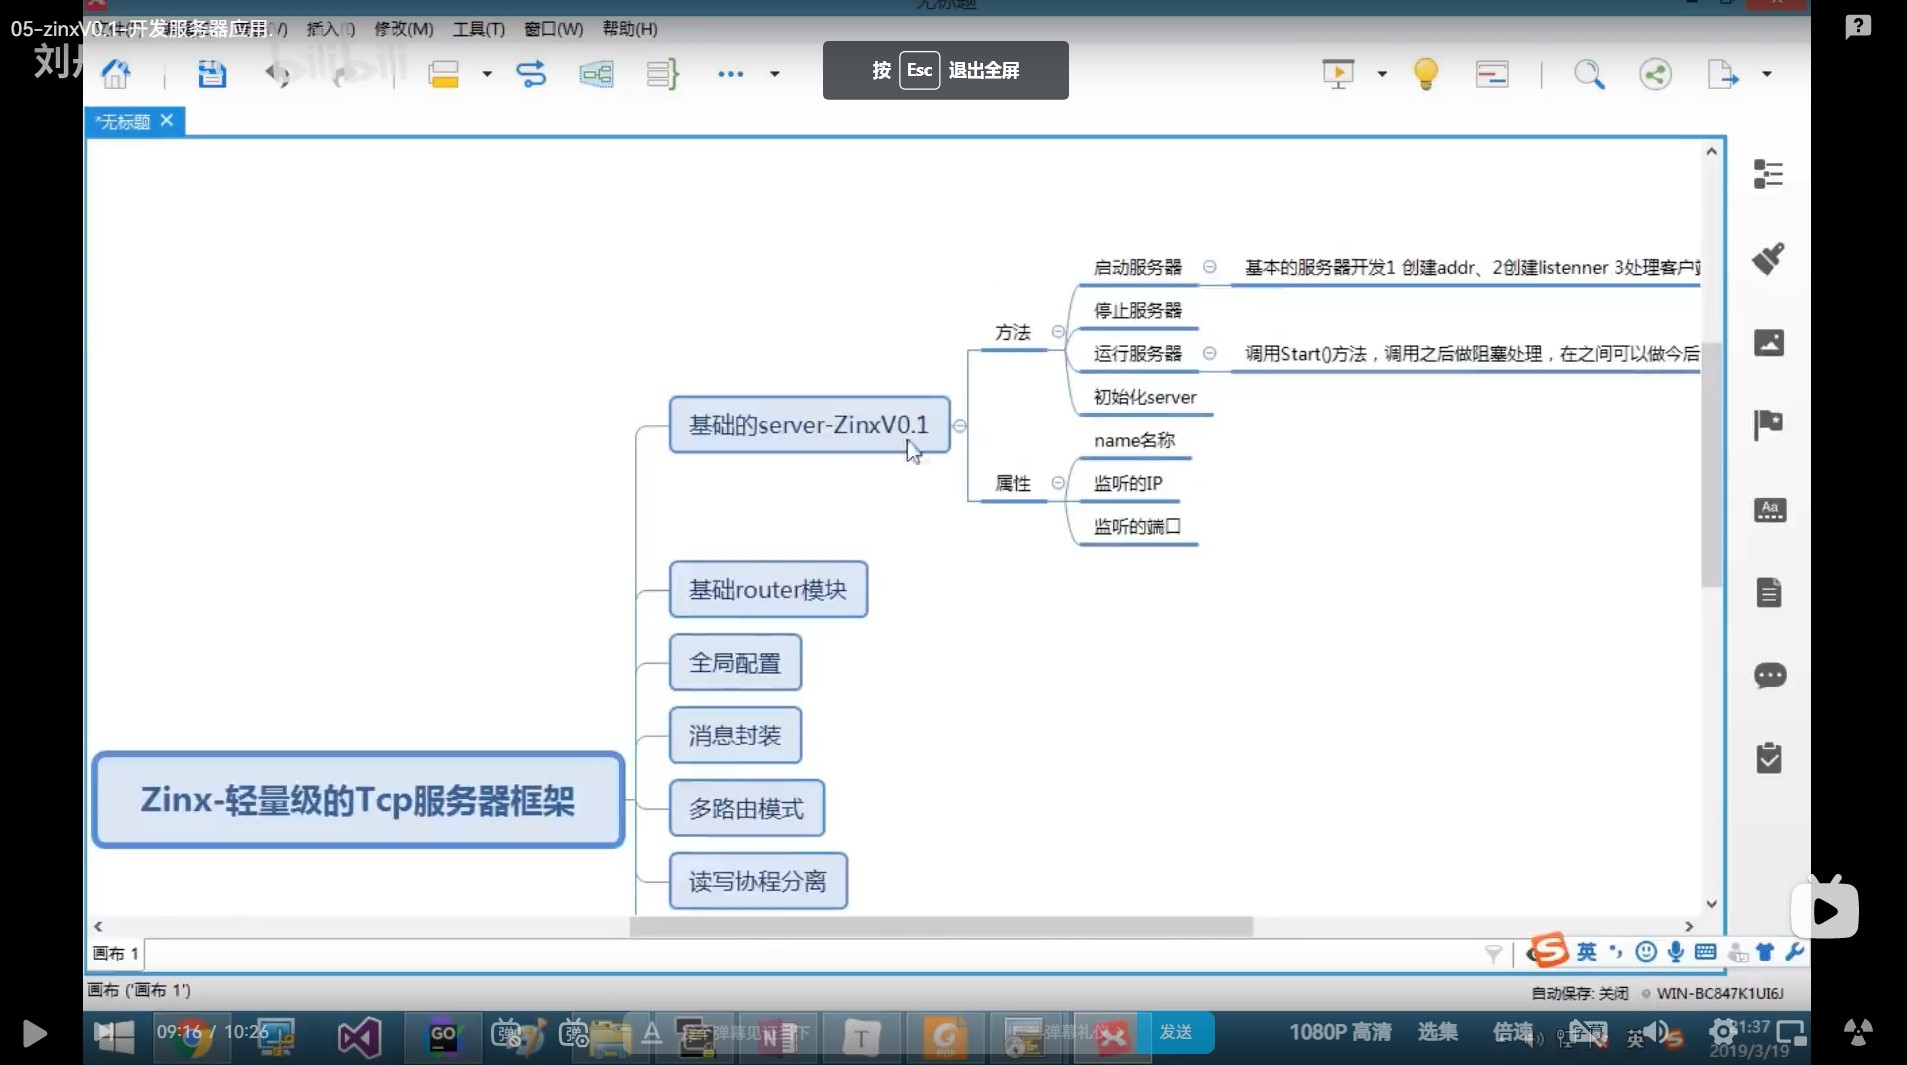 05-zinxV0.1-开发服务器应用.
插入(I) 修改(M) 工具(T) 窗口(W) 帮助(H)
无标题
bilibili
按 Esc 退出全屏
*无标题
启动服务器
基本的服务器开发1 创建addr、2创建listenner 3处理客户
停止服务器
方法
运行服务器
调用Start()方法，调用之后做阻塞处理，在之间可以做今后
初始化server
基础的server-ZinxV0.1
name名称
属性
监听的IP
监听的端口
基础router模块
全局配置
消息封装
Zinx-轻量级的Tcp服务器框架
多路由模式
读写协程分离
画布 1
英
画布 ('画布 1')
自动保存: 关闭 WIN-BC847K1UI6J
09:16 / 10:26
GO
弹
发送
1080P 高清 选集 倍速
英
1:37
2019/3/19